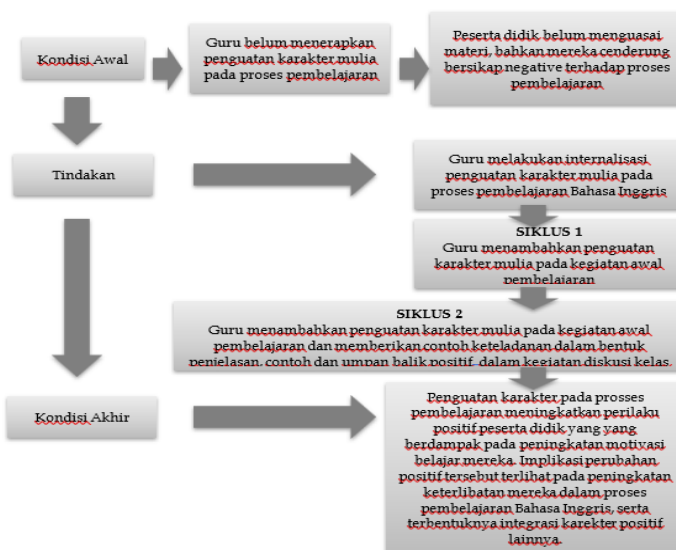 Kondisi Awal
Guru belum menerapkan
penguatan karakter mulia
pada proses pembelajaran
Peserta didik belum menguasai
materi, bahkan mereka cenderung
bersikap negative terhadap proses
pembelajaran
Tindakan
Guru melakukan internalisasi
penguatan karakter mulia pada
proses pembelajaran Bahasa Inggris
SIKLUS 1
Guru menambahkan penguatan
karakter mulia pada kegiatan awal
pembelajaran
SIKLUS 2
Guru menambahkan penguatan karakter mulia pada kegiatan awal
pembelajaran dan memberikan contoh keteladanan dalam bentuk
penjelasan, contoh dan umpan balik positif dalam kegiatan diskusi kelas.
Kondisi Akhir
Penguatan karakter pada prosses
pembelajaran meningkatkan perilaku
positif peserta didik yang yang
berdampak pada peningkatan motivasi
belajar mereka. Implikasi perubahan
positif tersebut terlihat pada peningkatan
keterlibatan mereka dalam proses
pembelajaran Bahasa Inggris, serta
terbentuknya integrasi karekter positif
lainnya.